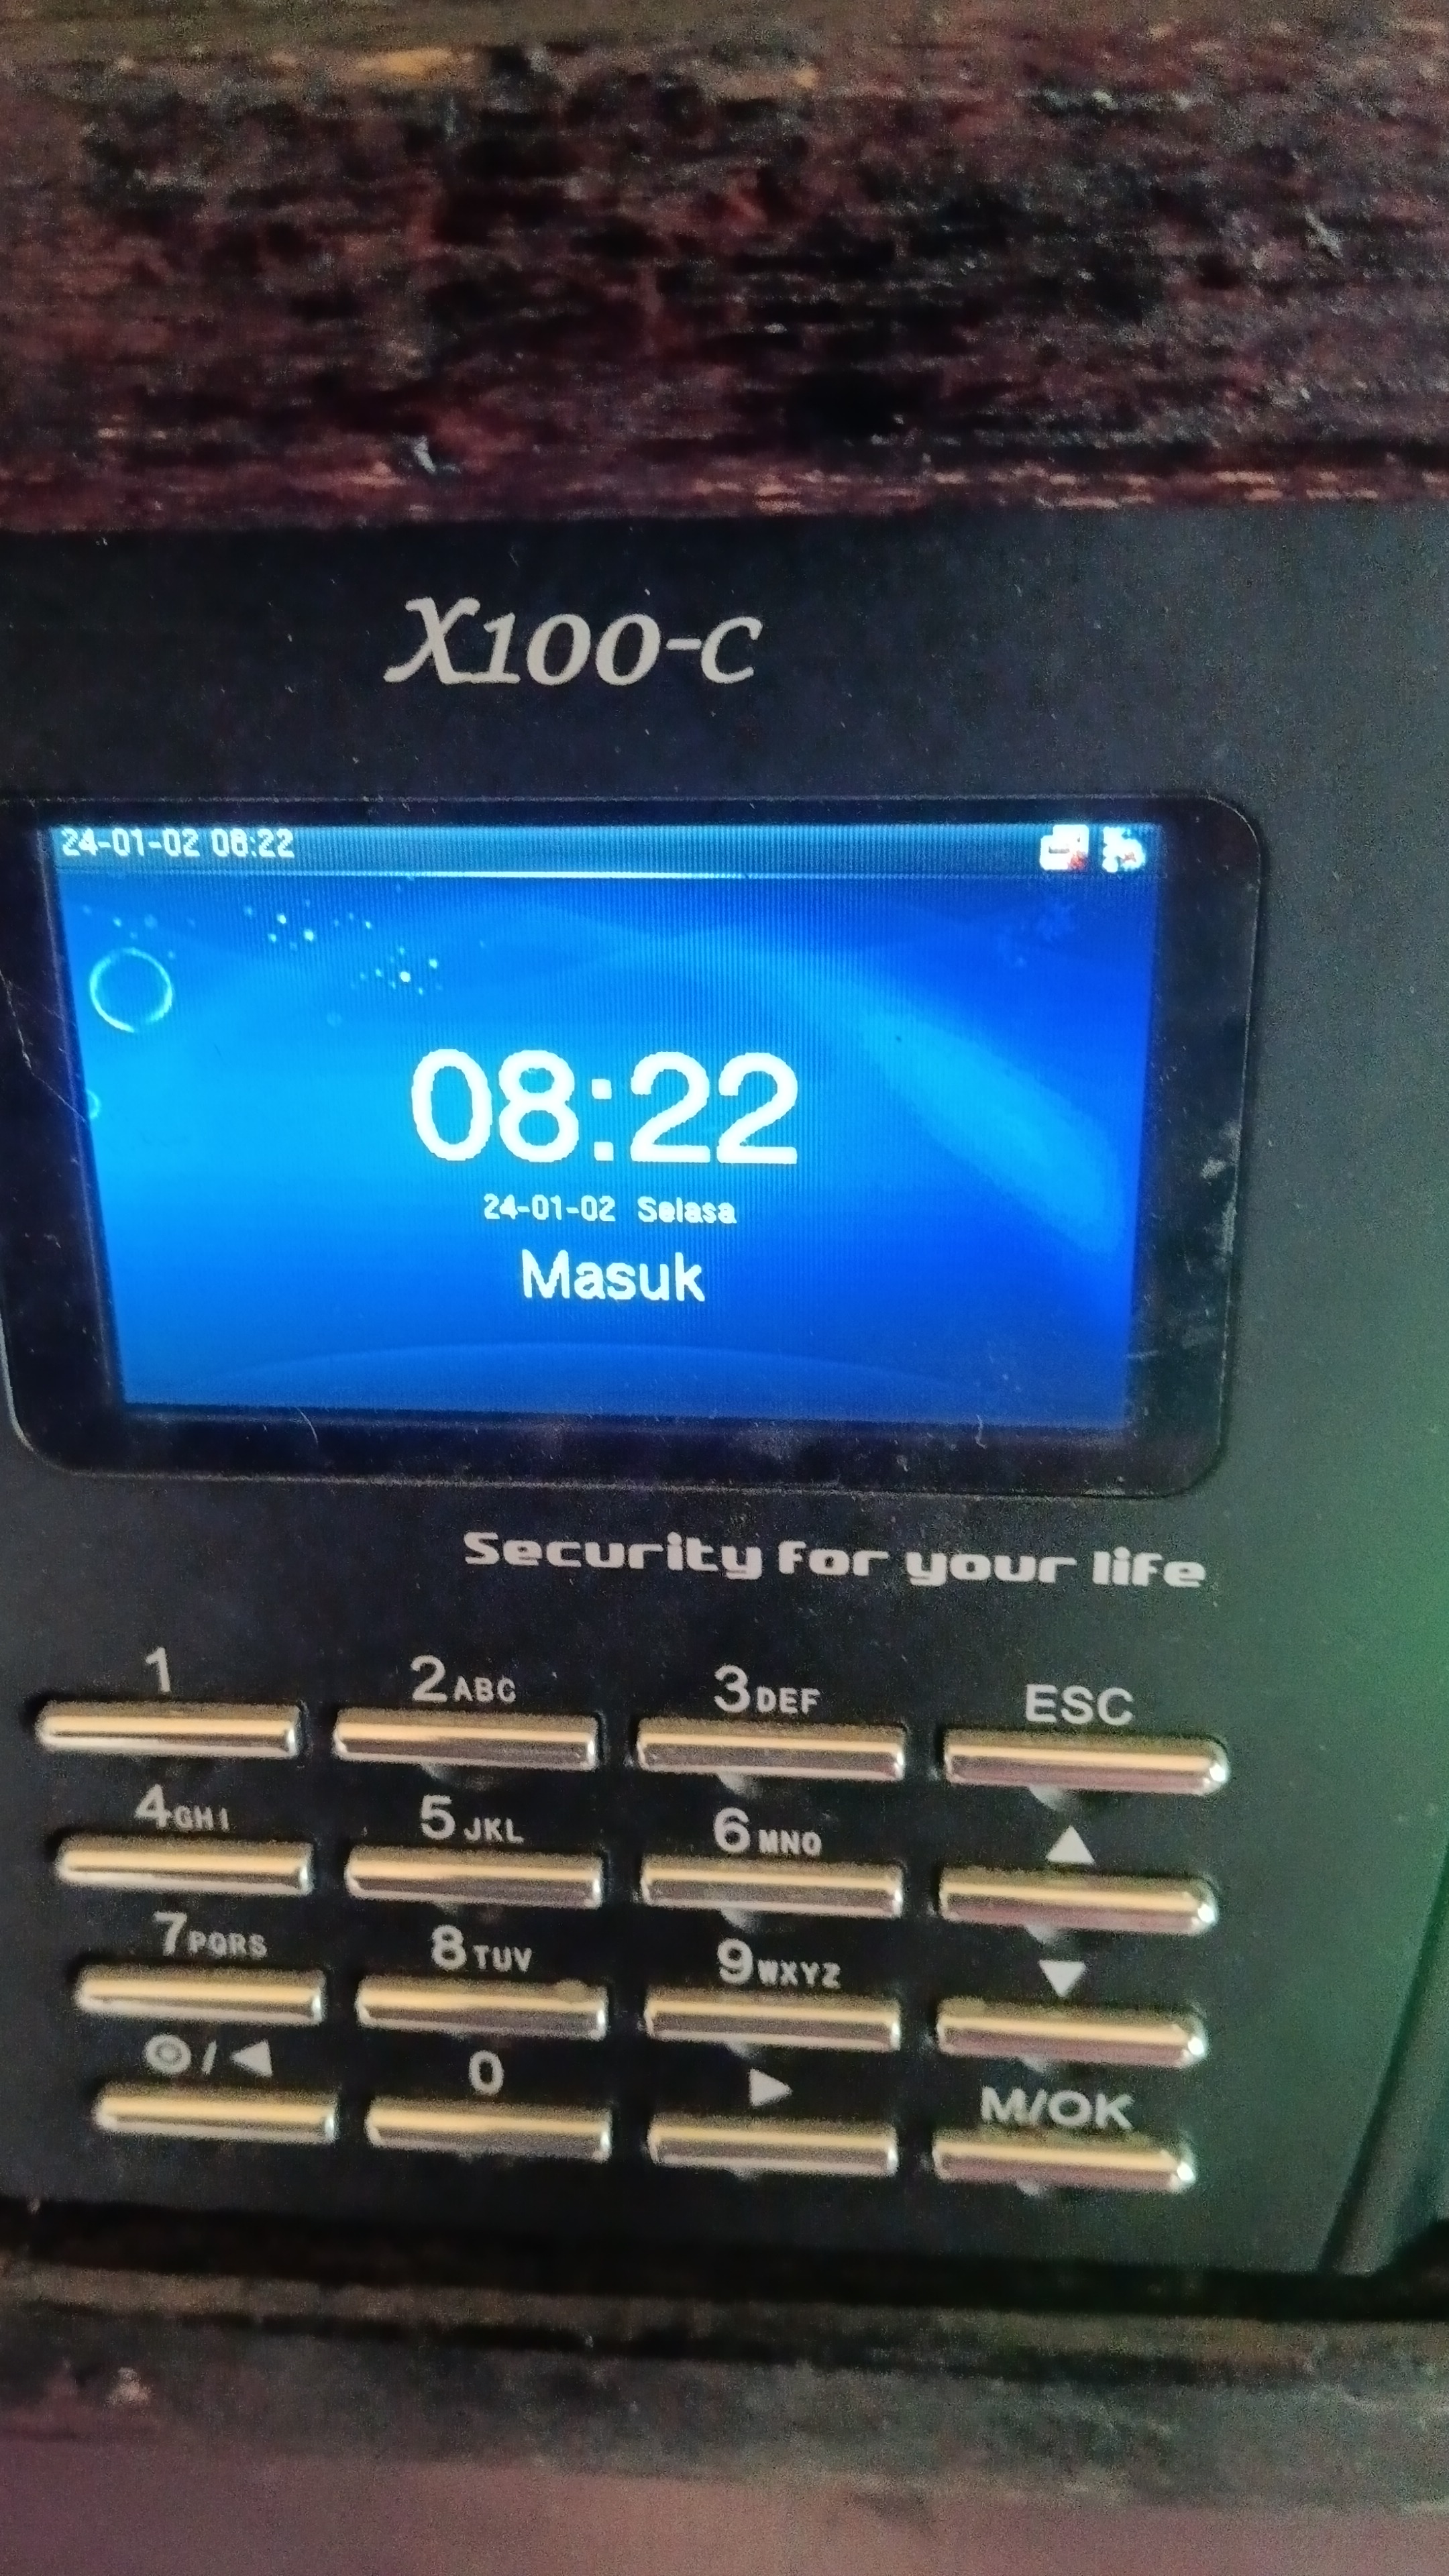 X100-C
24-01-02 08:22
08:22
24-01-02 Selasa
Masuk
Security for your life
1 2ABC 3DEF ESC
4GHI 5JKL 6MNO ▲
7PQRS 8TUV 9WXYZ ▼
◎/◀ 0 ▶ M/OK